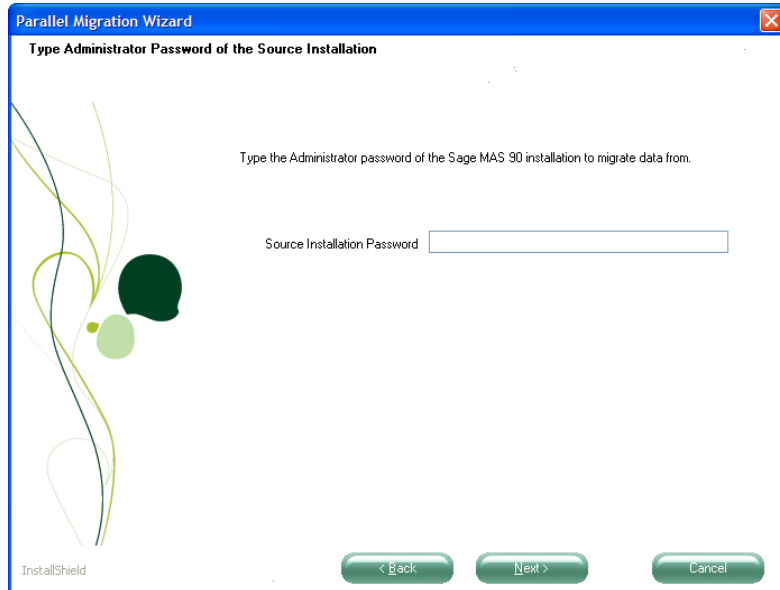 Parallel Migration Wizard
Type Administrator Password of the Source Installation
Type the Administrator password of the Sage MAS 90 installation to migrate data from.
Source Installation Password
InstallShield
< Back
Next >
Cancel